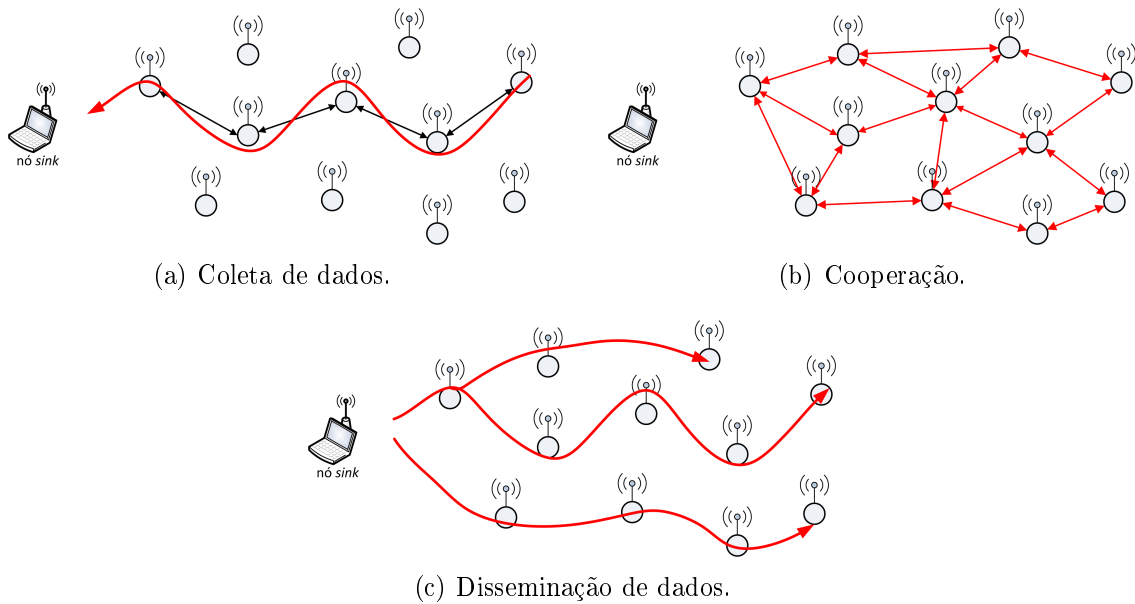 nó sink
nó sink
(a) Coleta de dados.
(b) Cooperação.
nó sink
(c) Disseminação de dados.